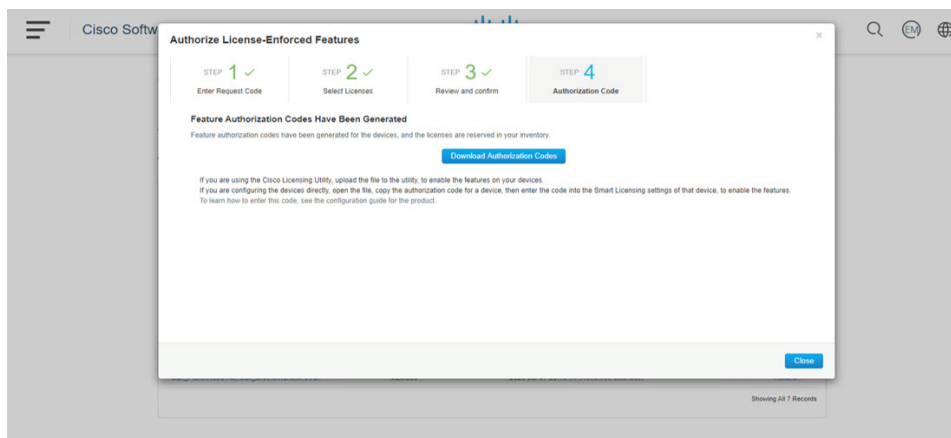 Cisco Softw
EM
Authorize License-Enforced Features
×
STEP 1 ✓
STEP 2 ✓
STEP 3 ✓
STEP 4
Enter Request Code
Select Licenses
Review and confirm
Authorization Code
Feature Authorization Codes Have Been Generated
Feature authorization codes have been generated for the devices, and the licenses are reserved in your inventory.
Download Authorization Codes
If you are using the Cisco Licensing Utility, upload the file to the utility, to enable the features on your devices.
If you are configuring the devices directly, open the file, copy the authorization code for a device, then enter the code into the Smart Licensing settings of that device, to enable the features.
To learn how to enter this code, see the configuration guide for the product.
Close
Showing All 7 Records